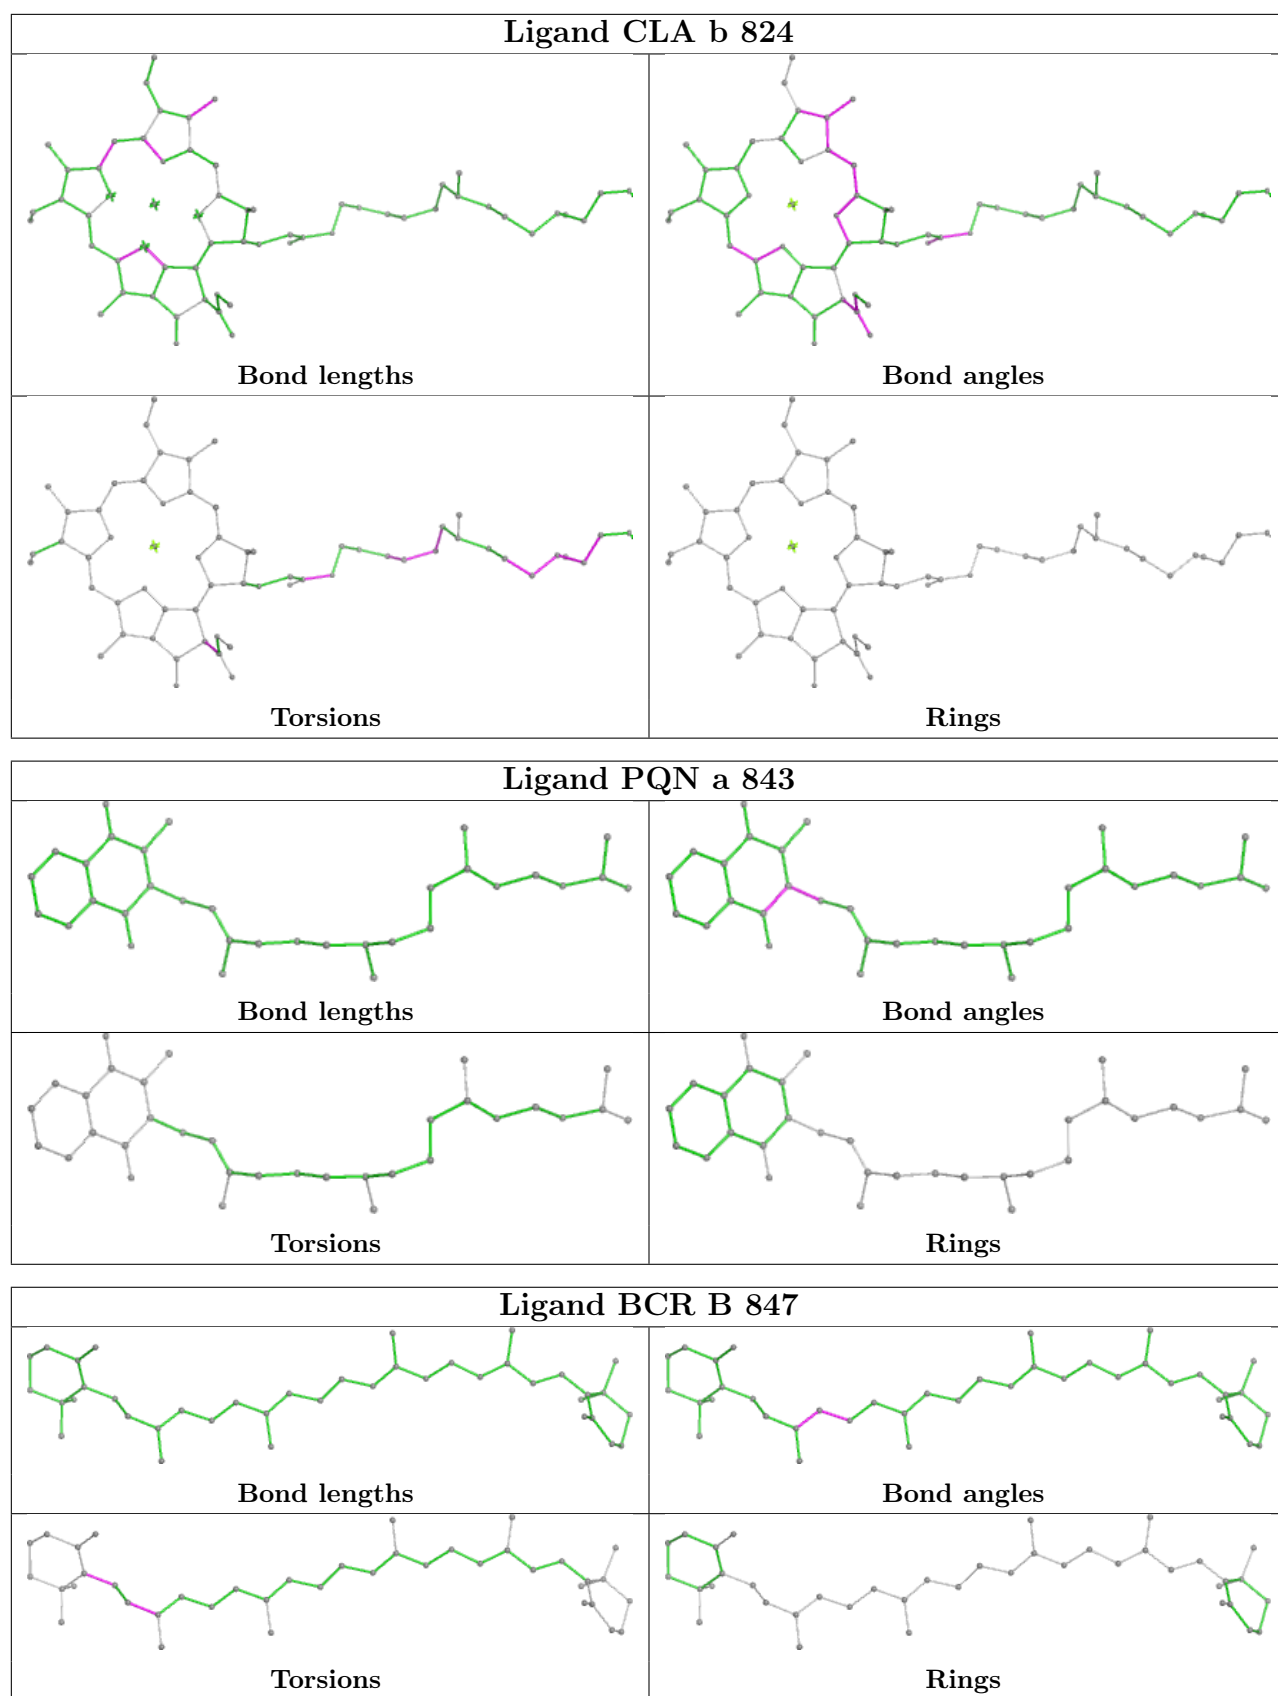 Ligand CLA b 824
Bond lengths
Bond angles
Torsions
Rings
Ligand PQN a 843
Bond lengths
Bond angles
Torsions
Rings
Ligand BCR B 847
Bond lengths
Bond angles
Torsions
Rings